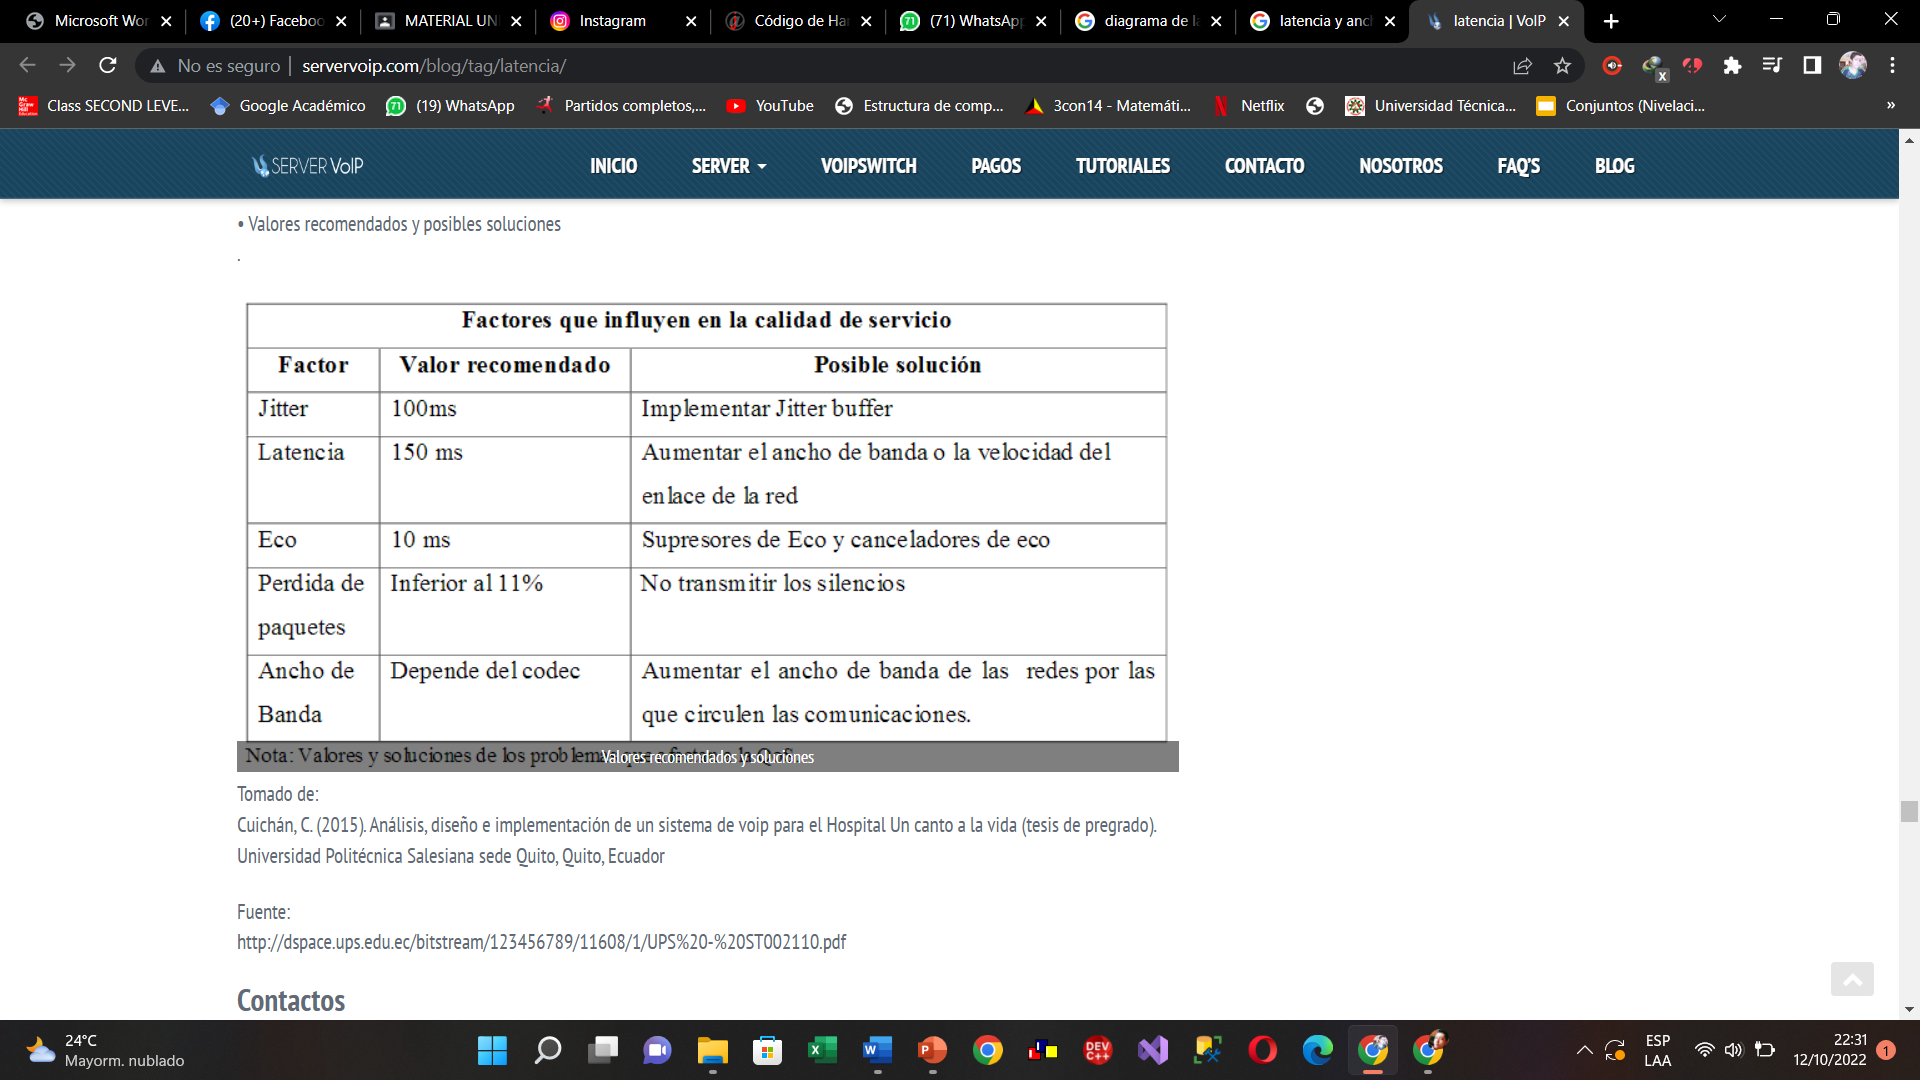 Microsoft Wor
(20+) Faceboo
MATERIAL UN
Instagram
Código de Ha
(71) WhatsApp
diagrama de la
latencia y anc
latencia | VoIP
No es seguro | servervoip.com/blog/tag/latencia/
Class SECOND LEVE...
Google Académico
(19) WhatsApp
Partidos completos,...
YouTube
Estructura de comp...
3con14 - Matemáti...
Netflix
Universidad Técnica...
Conjuntos (Nivelaci...
»
SERVER VoIP
INICIO
SERVER
VOIPSWITCH
PAGOS
TUTORIALES
CONTACTO
NOSOTROS
FAQ'S
BLOG
• Valores recomendados y posibles soluciones
.
Factores que influyen en la calidad de servicio
Factor Valor recomendado Posible solución
Jitter 100ms Implementar Jitter buffer
Latencia 150 ms Aumentar el ancho de banda o la velocidad del
enlace de la red
Eco 10 ms Supresores de Eco y canceladores de eco
Perdida de Inferior al 11% No transmitir los silencios
paquetes
Ancho de Depende del codec Aumentar el ancho de banda de las redes por las
Banda que circulen las comunicaciones.
Nota: Valores y soluciones de los
Valores recomendados y soluciones
Tomado de:
Cuichán, C. (2015). Análisis, diseño e implementación de un sistema de voip para el Hospital Un canto a la vida (tesis de pregrado).
Universidad Politécnica Salesiana sede Quito, Quito, Ecuador
Fuente:
http://dspace.ups.edu.ec/bitstream/123456789/11608/1/UPS%20-%20ST002110.pdf
Contactos
24°C
Mayorm. nublado
DEV
C++
ESP
LAA
22:31
12/10/2022
1